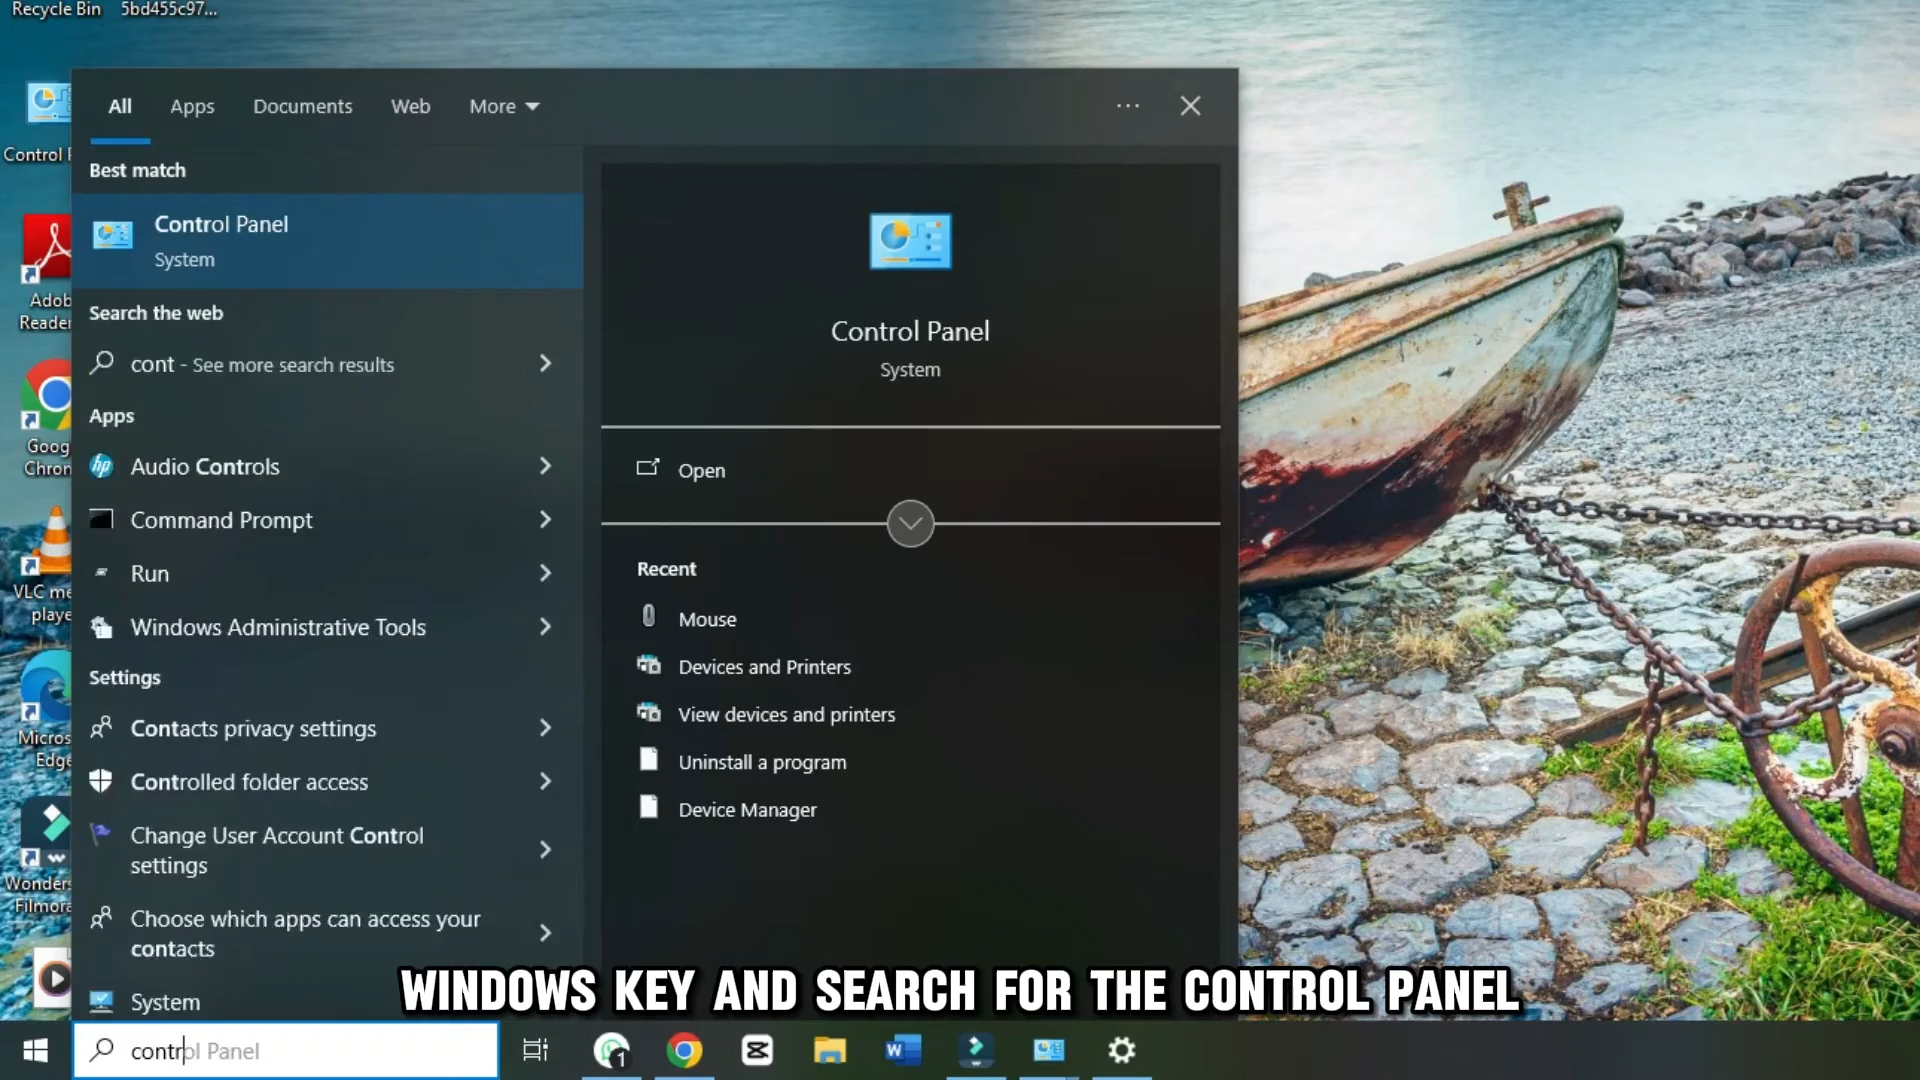 Recycle Bin
5bd455c97...
Control
Adob
Reader
Goog
Chron
VLC me
playe
Micros
Edge
Wonders
Filmora
All
Apps
Documents
Web
More
Best match
Control Panel
System
Search the web
cont - See more search results
Apps
Audio Controls
Command Prompt
Run
Windows Administrative Tools
Settings
Contacts privacy settings
Controlled folder access
Change User Account Control
settings
Choose which apps can access your
contacts
System
Control Panel
System
Open
Recent
Mouse
Devices and Printers
View devices and printers
Uninstall a program
Device Manager
WINDOWS KEY AND SEARCH FOR THE CONTROL PANEL
control Panel
1